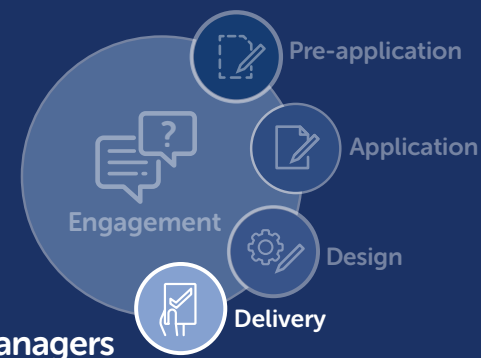 Pre-application
?
Application
Engagement
Design
Delivery